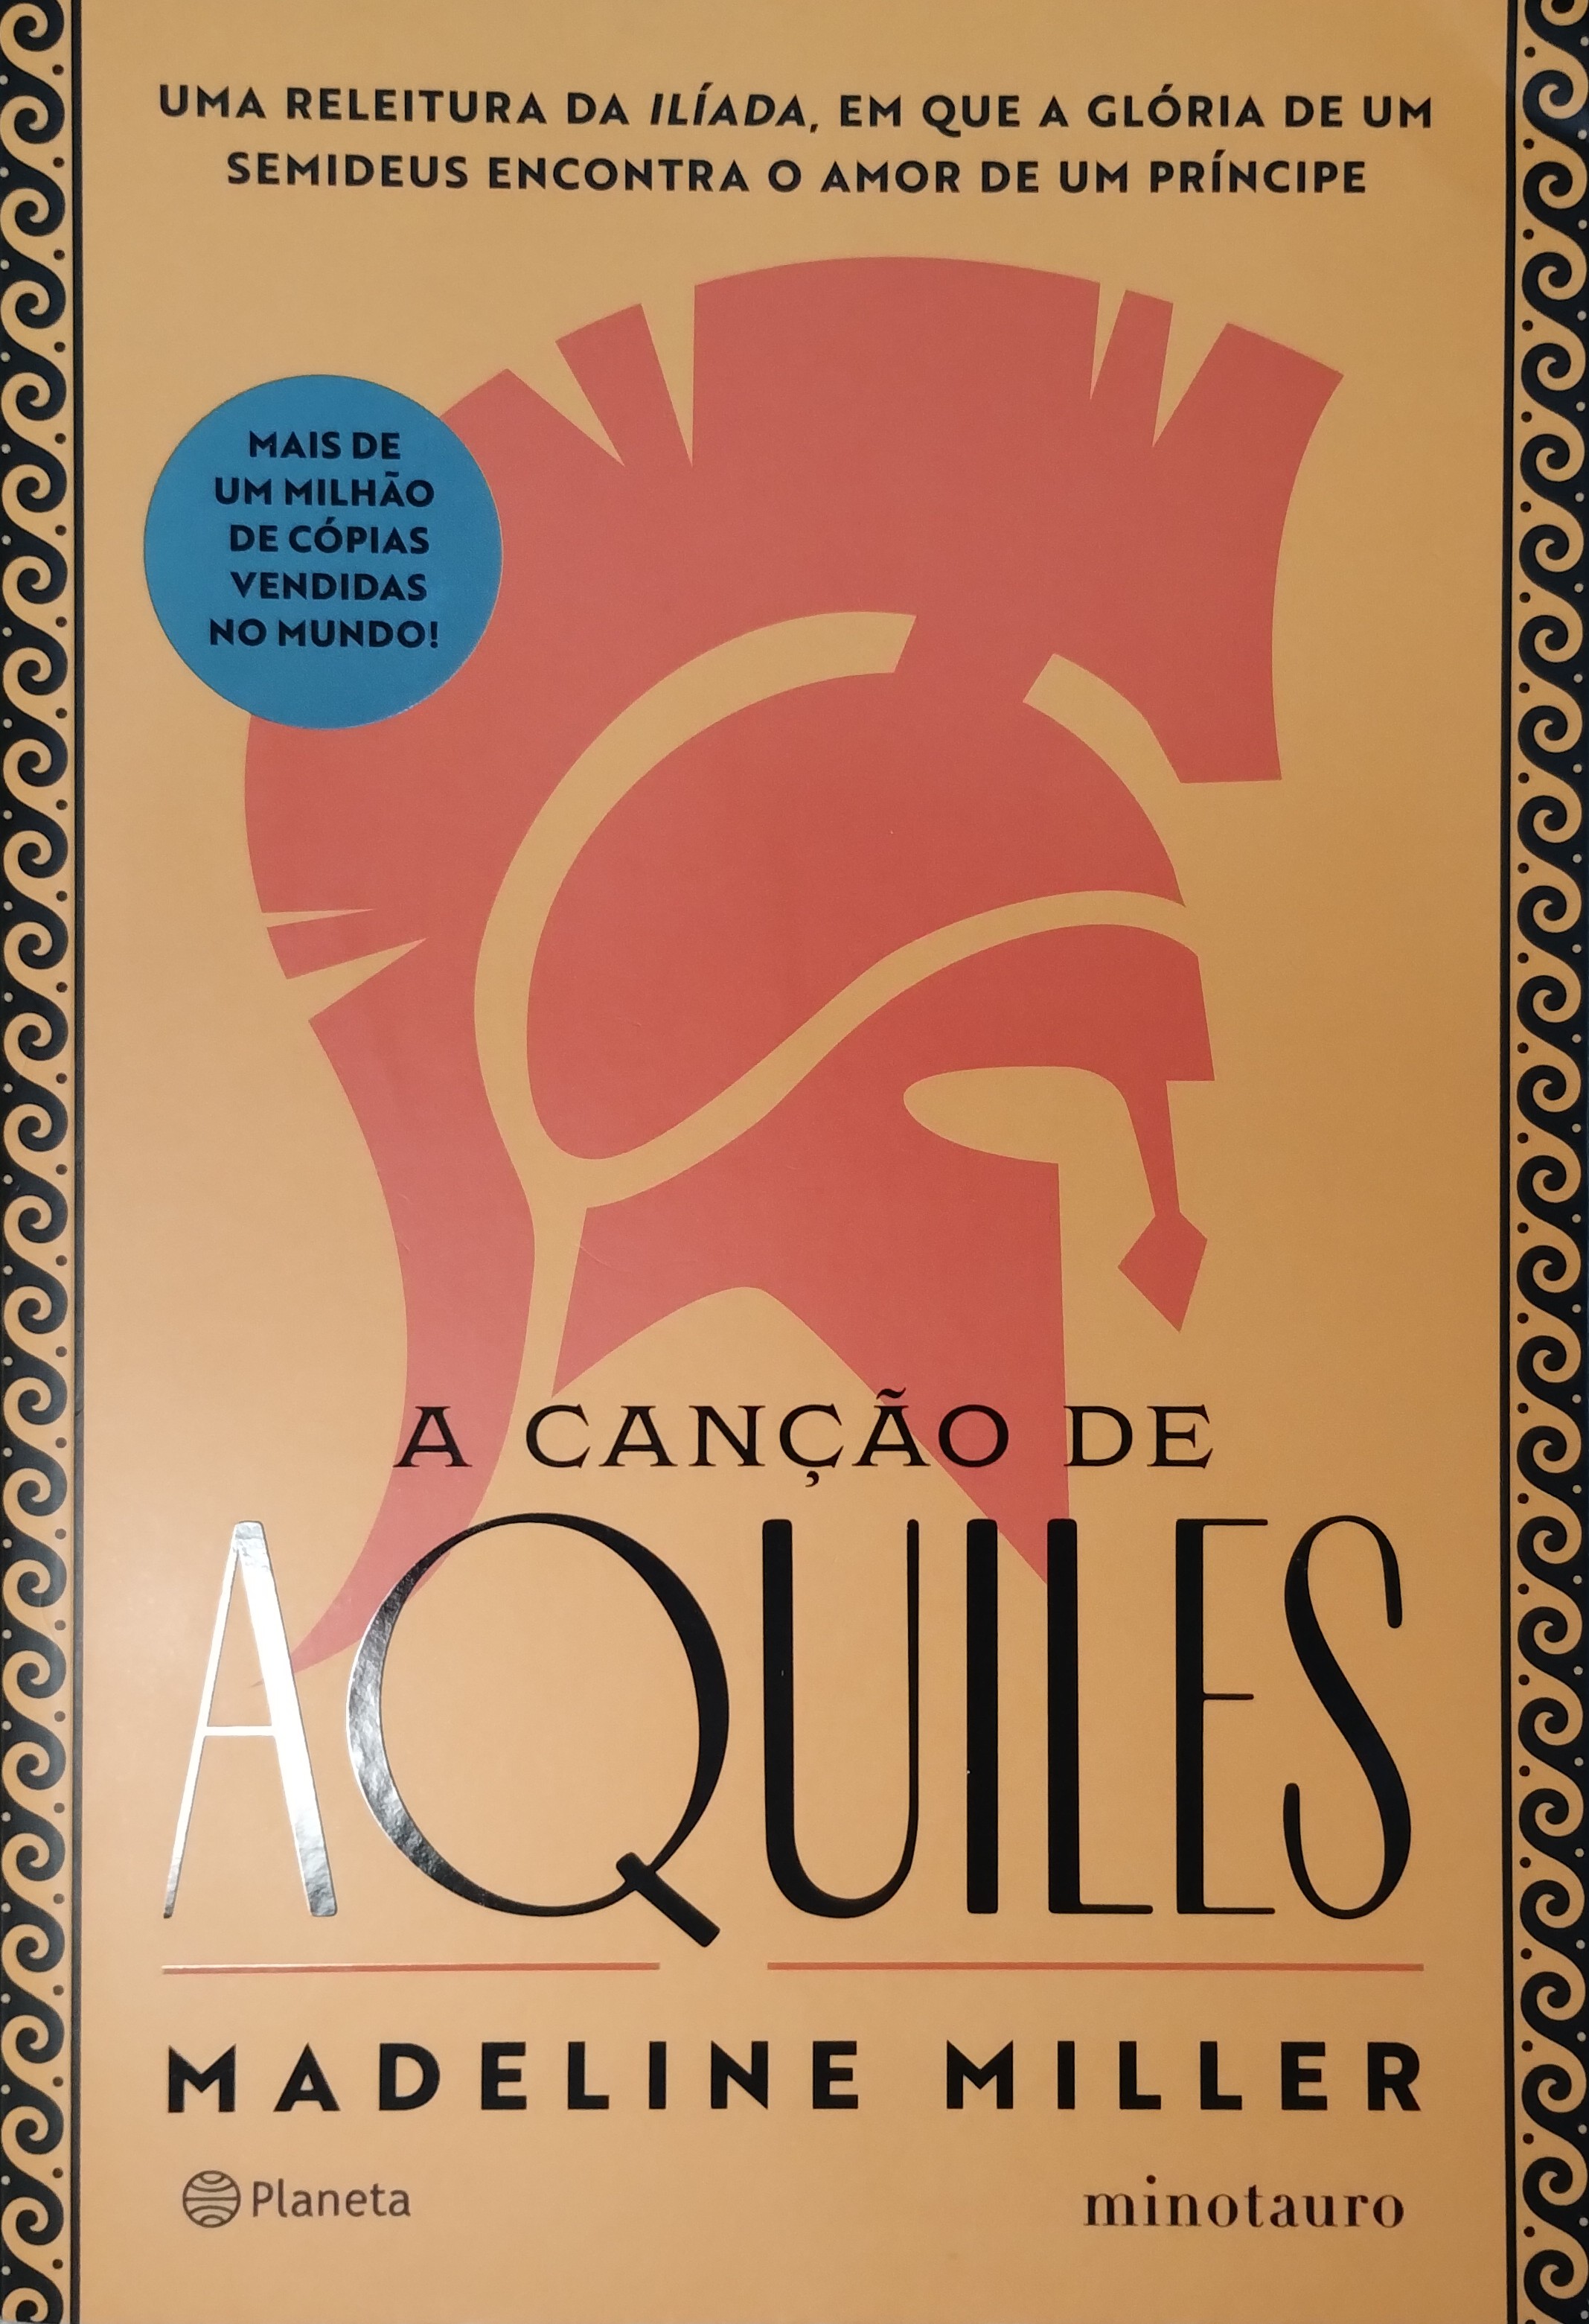 UMA RELEITURA DA ILÍADA, EM QUE A GLÓRIA DE UM
SEMIDEUS ENCONTRA O AMOR DE UM PRÍNCIPE
MAIS DE
UM MILHÃO
DE CÓPIAS
VENDIDAS
NO MUNDO!
A CANÇÃO DE
AQUILES
MADELINE MILLER
Planeta
minotauro